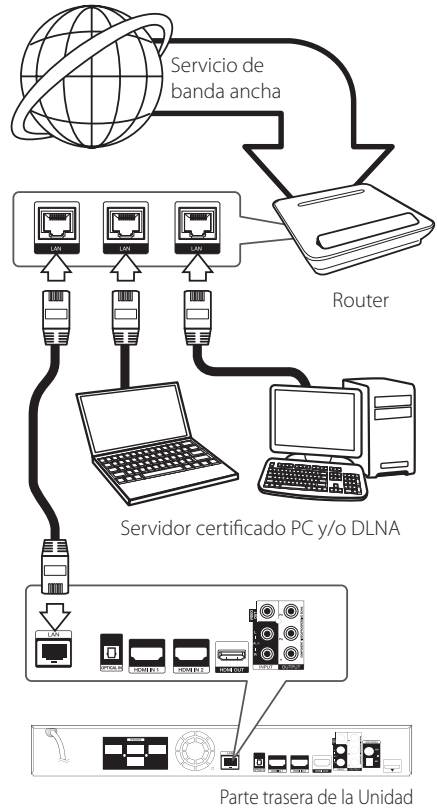 Servicio de
banda ancha
LAN
LAN
LAN
Router
Servidor certificado PC y/o DLNA
LAN
OPTICAL IN
HDMI IN 1
HDMI IN 2
HDMI OUT
INPUT
OUTPUT
Parte trasera de la Unidad